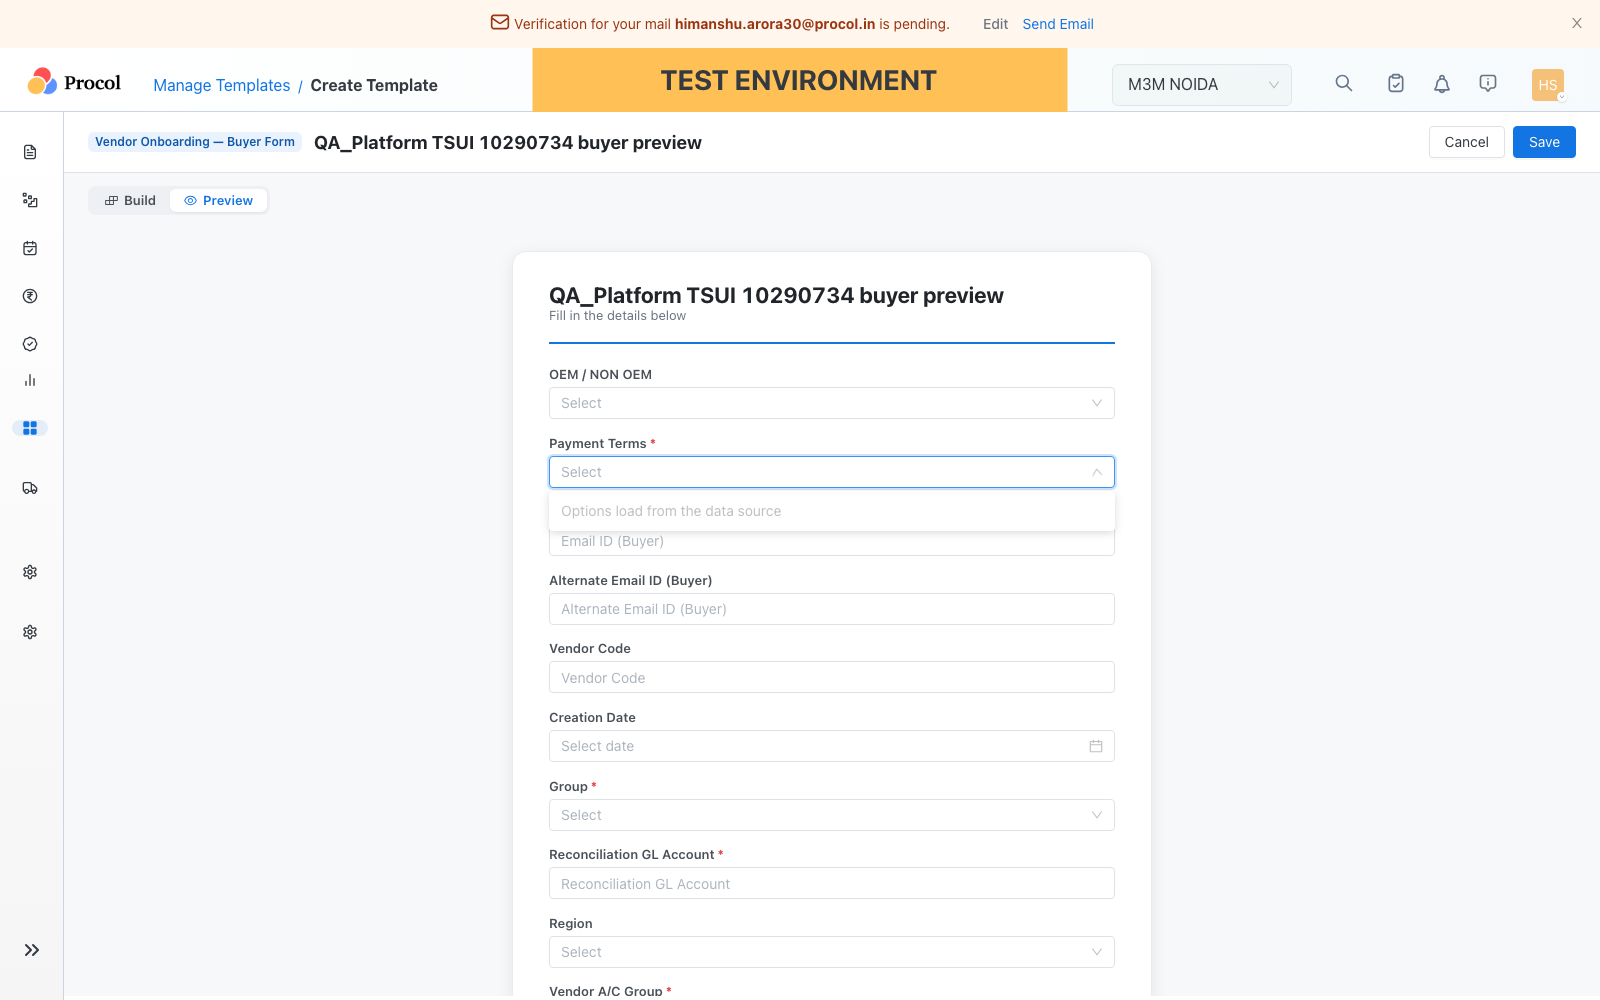 Verification for your mail himanshu.arora30@procol.in is pending. Edit Send Email
Procol
Manage Templates / Create Template
TEST ENVIRONMENT
M3M NOIDA
HS
Vendor Onboarding — Buyer Form
QA_Platform TSUI 10290734 buyer preview
Cancel
Save
Build
Preview
QA_Platform TSUI 10290734 buyer preview
Fill in the details below
OEM / NON OEM
Select
Payment Terms *
Select
Options load from the data source
Email ID (Buyer)
Alternate Email ID (Buyer)
Alternate Email ID (Buyer)
Vendor Code
Vendor Code
Creation Date
Select date
Group *
Select
Reconciliation GL Account *
Reconciliation GL Account
Region
Select
Vendor A/C Group *